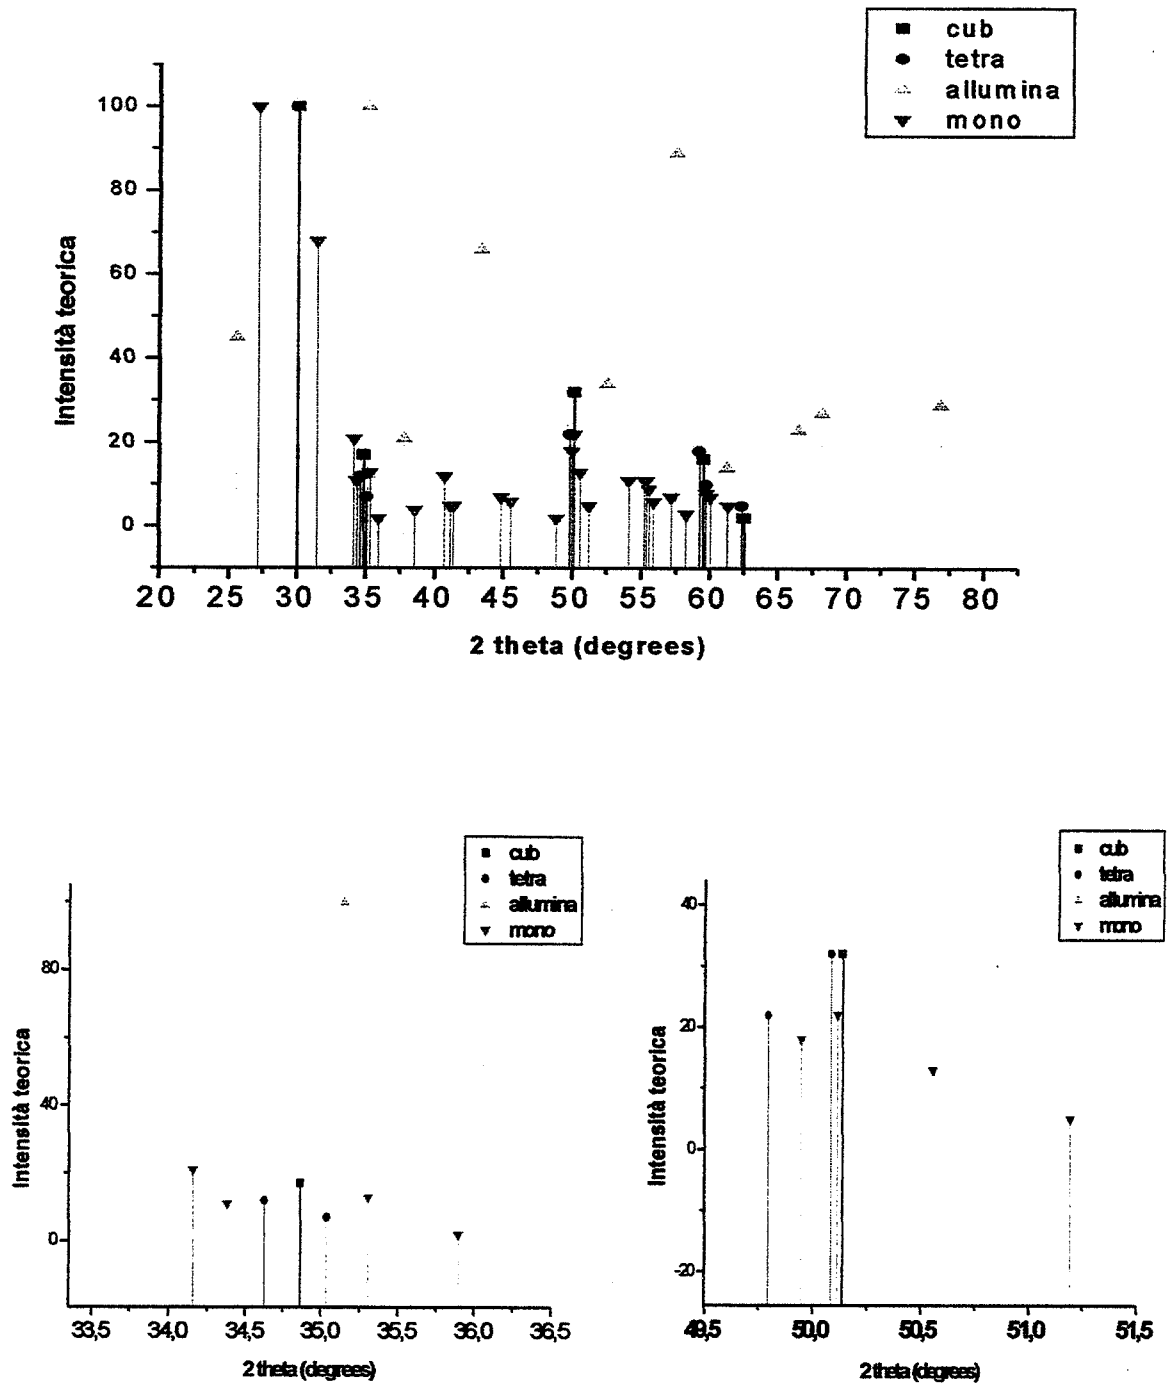 cub
tetra
allumina
mono
100
80
60
40
20
0
Intensità teorica
20 25 30 35 40 45 50 55 60 65 70 75 80
2 theta (degrees)
cub
tetra
allumina
mono
80
40
0
Intensità teorica
33,5 34,0 34,5 35,0 35,5 36,0 36,5
2 theta (degrees)
cub
tetra
allumina
mono
40
20
0
-20
Intensità teorica
49,5 50,0 50,5 51,0 51,5
2 theta (degrees)